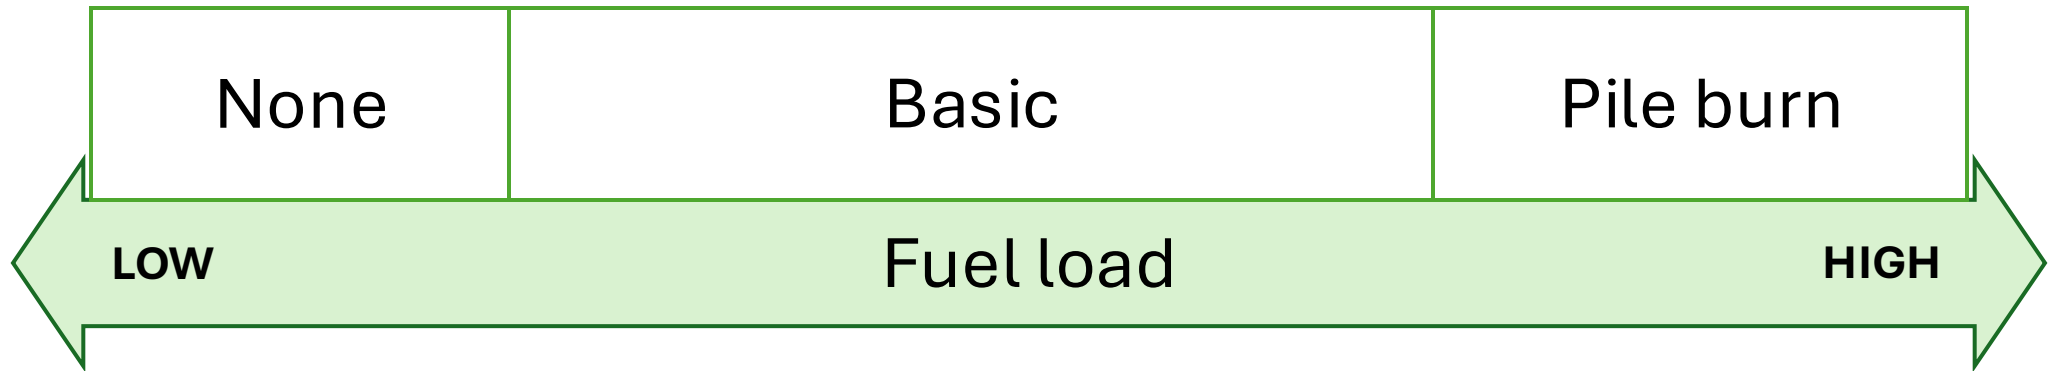 None
Basic
Pile burn
LOW
Fuel load
HIGH